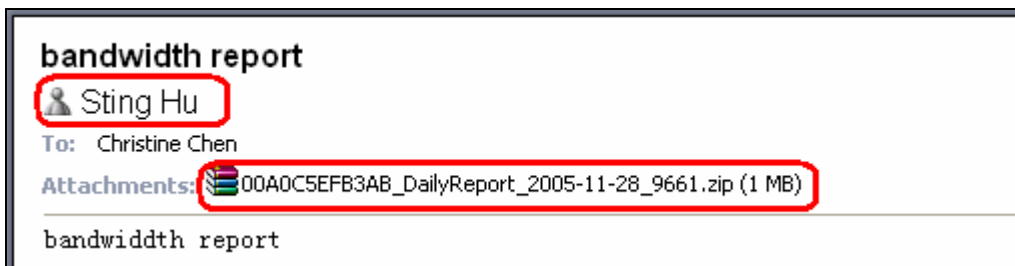 bandwidth report
Sting Hu
To: Christine Chen
Attachments: 00A0C5EFB3AB_DailyReport_2005-11-28_9661.zip (1 MB)
bandwiddth report